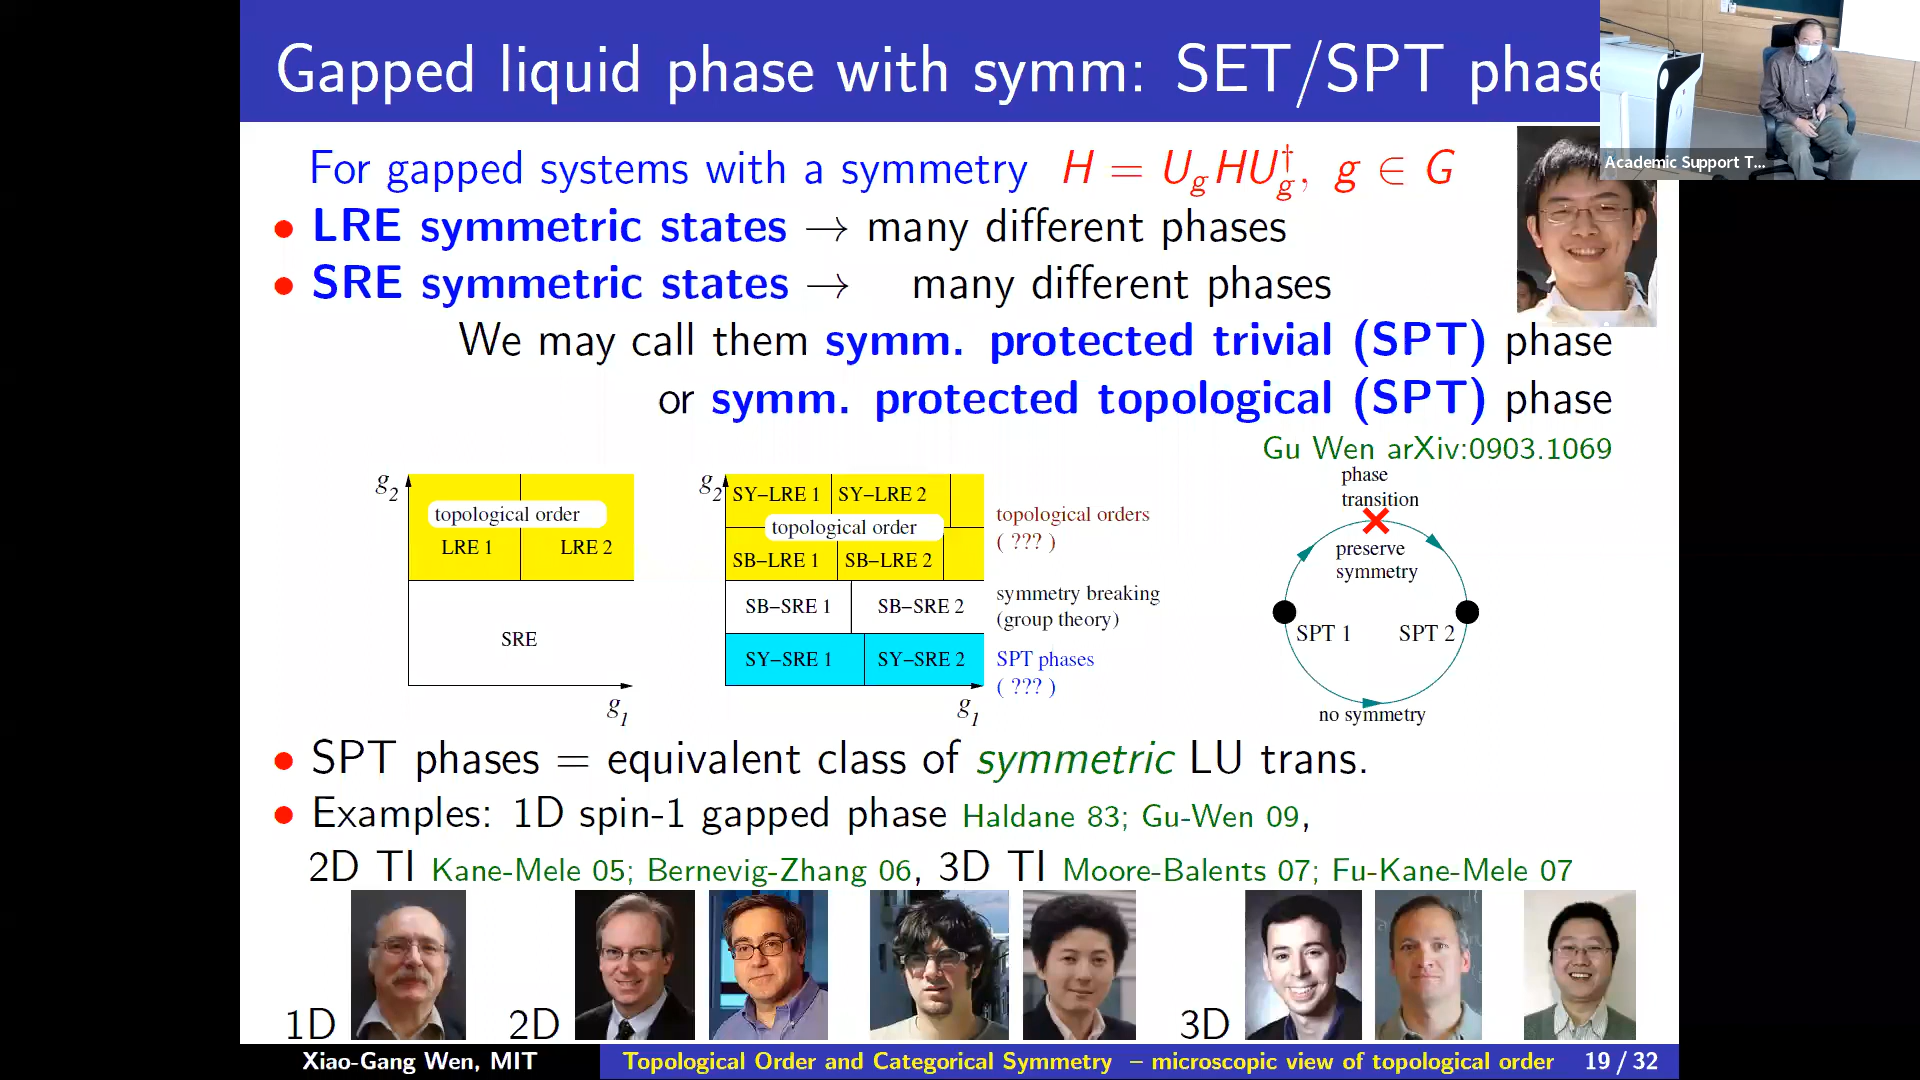 Gapped liquid phase with symm: SET/SPT phase
Academic Support T...
For gapped systems with a symmetry H = U_g H U_g^†, g ∈ G
• LRE symmetric states → many different phases
• SRE symmetric states → many different phases
We may call them symm. protected trivial (SPT) phase
or symm. protected topological (SPT) phase
Gu Wen arXiv:0903.1069
g_2
topological order
LRE 1 LRE 2
SRE
g_1
g_2
SY–LRE 1 SY–LRE 2
topological order
SB–LRE 1 SB–LRE 2
SB–SRE 1 SB–SRE 2
SY–SRE 1 SY–SRE 2
g_1
topological orders
( ??? )
symmetry breaking
(group theory)
SPT phases
( ??? )
phase
transition
preserve
symmetry
SPT 1 SPT 2
no symmetry
• SPT phases = equivalent class of symmetric LU trans.
• Examples: 1D spin-1 gapped phase Haldane 83; Gu-Wen 09,
2D TI Kane-Mele 05; Bernevig-Zhang 06, 3D TI Moore-Balents 07; Fu-Kane-Mele 07
1D 2D 3D
Xiao-Gang Wen, MIT Topological Order and Categorical Symmetry – microscopic view of topological order 19 / 32